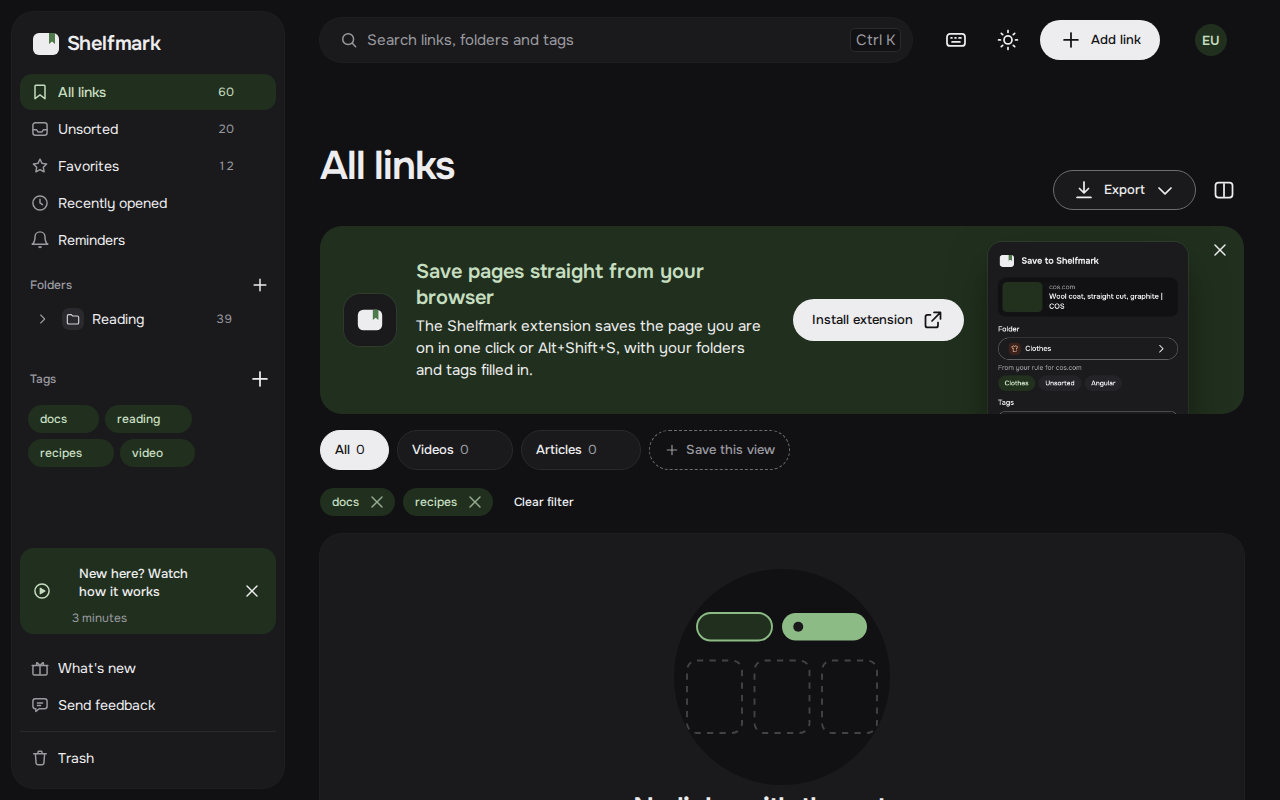 Shelfmark
All links 60
Unsorted 20
Favorites 12
Recently opened
Reminders
Folders
Reading 39
Tags
docs reading
recipes video
New here? Watch
how it works
3 minutes
What's new
Send feedback
Trash
Search links, folders and tags Ctrl K
Add link
EU
All links
Export
Save pages straight from your
browser
The Shelfmark extension saves the page you are
on in one click or Alt+Shift+S, with your folders
and tags filled in.
Install extension
Save to Shelfmark
cos.com
Wool coat, straight cut, graphite |
COS
Folder
Clothes
From your rule for cos.com
Clothes Unsorted Angular
Tags
All 0 Videos 0 Articles 0 Save this view
docs recipes Clear filter